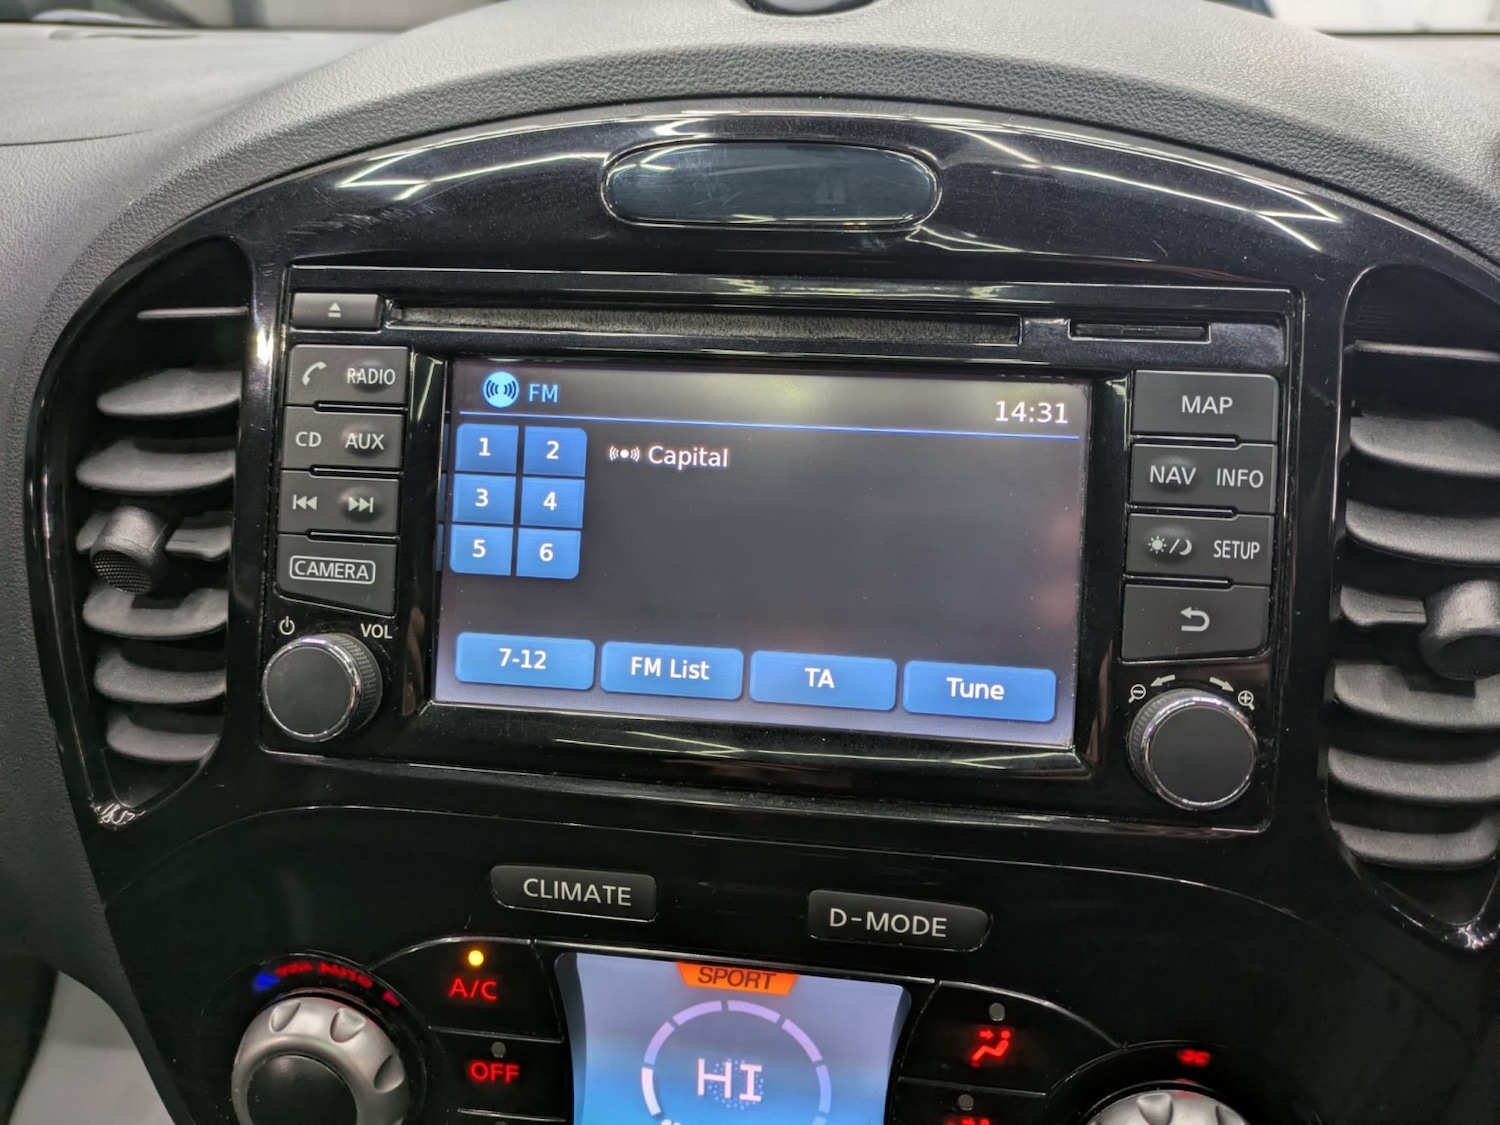 RADIO
CD AUX
CAMERA
VOL
FM
14:31
1 2
3 4
5 6
Capital
7-12 FM List TA Tune
MAP
NAV INFO
SETUP
CLIMATE
D-MODE
A/C
OFF
SPORT
HI
AUTO